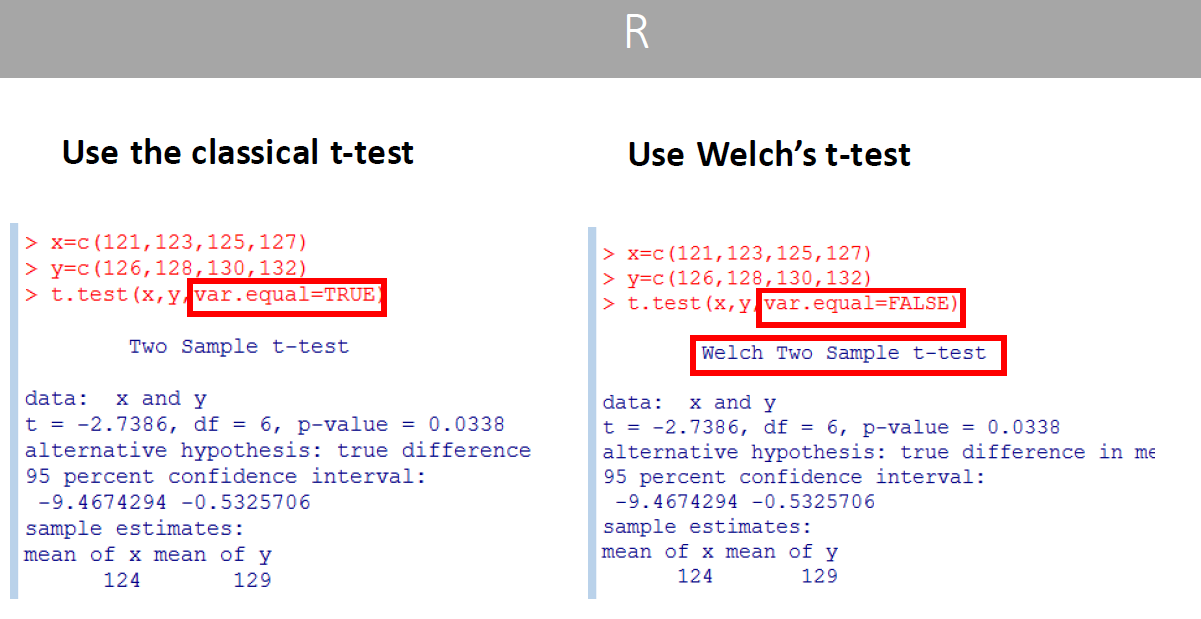 R
Use the classical t-test
> x=c(121,123,125,127)
> y=c(126,128,130,132)
> t.test(x,y,var.equal=TRUE)
Two Sample t-test
data:  x and y
t = -2.7386, df = 6, p-value = 0.0338
alternative hypothesis: true difference
95 percent confidence interval:
-9.4674294 -0.5325706
sample estimates:
mean of x mean of y
124 129
Use Welch’s t-test
> x=c(121,123,125,127)
> y=c(126,128,130,132)
> t.test(x,y,var.equal=FALSE)
Welch Two Sample t-test
data:  x and y
t = -2.7386, df = 6, p-value = 0.0338
alternative hypothesis: true difference in me
95 percent confidence interval:
-9.4674294 -0.5325706
sample estimates:
mean of x mean of y
124 129